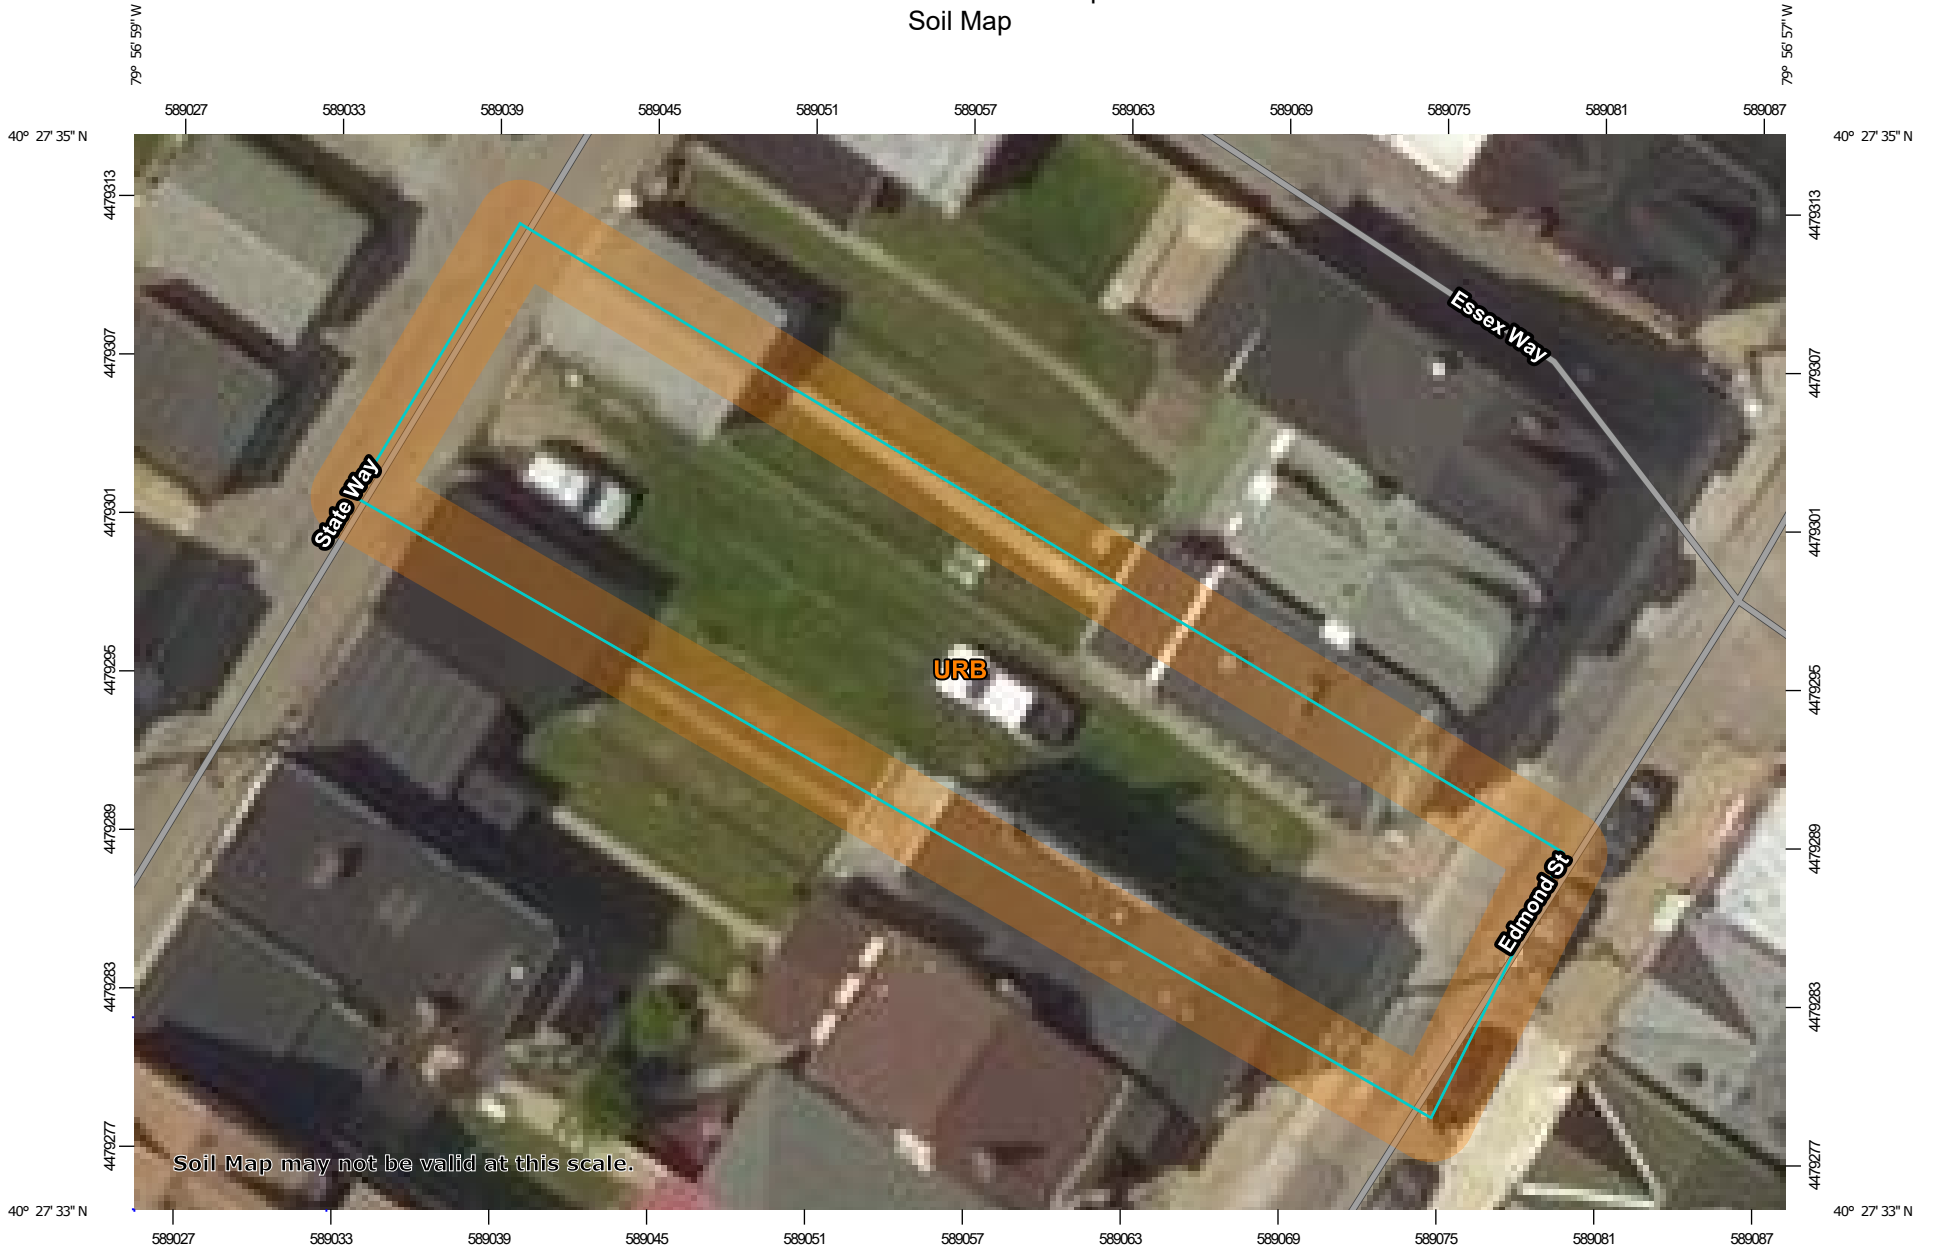 Soil Map
79° 56' 59'' W
79° 56' 57'' W
589027 589033 589039 589045 589051 589057 589063 589069 589075 589081 589087
40° 27' 35'' N
40° 27' 35'' N
4479313
4479313
Essex Way
4479307
4479307
State Way
4479301
4479301
URB
4479295
4479295
4479289
4479289
Edmond St
4479283
4479283
4479277
4479277
Soil Map may not be valid at this scale.
40° 27' 33'' N
40° 27' 33'' N
589027 589033 589039 589045 589051 589057 589063 589069 589075 589081 589087